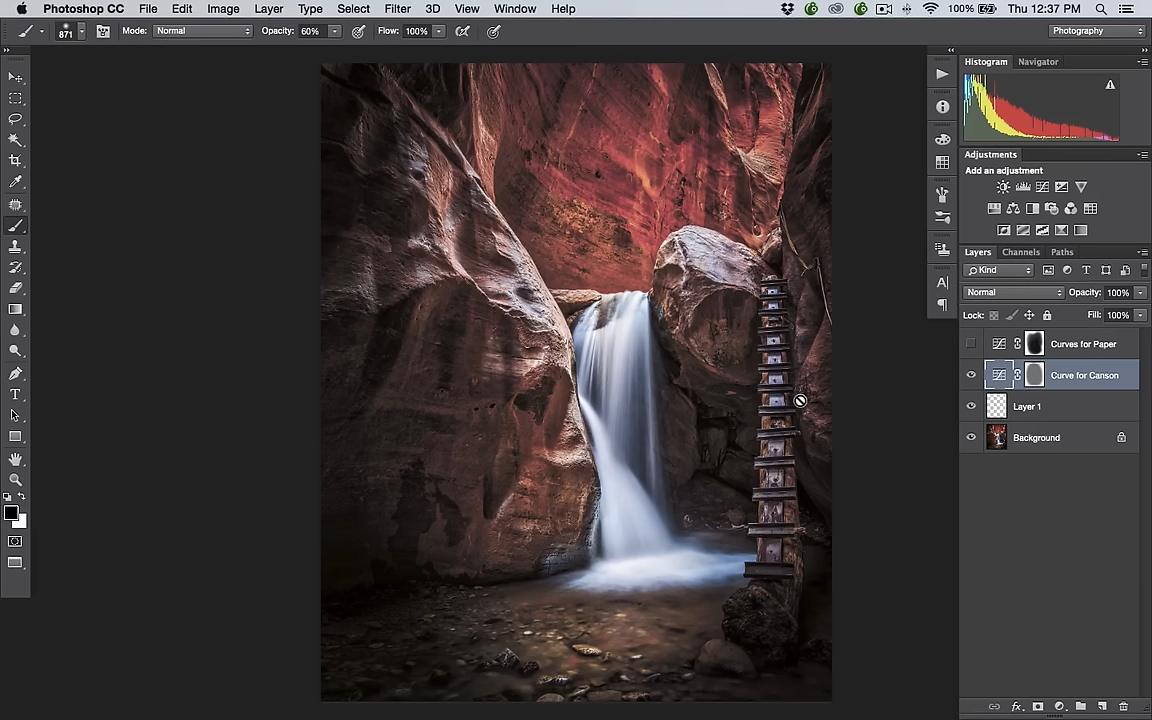 Photoshop CC File Edit Image Layer Type Select Filter 3D View Window Help 100% Thu 12:37 PM
871 Mode: Normal Opacity: 60% Flow: 100% Photography
Histogram Navigator
Adjustments
Add an adjustment
Layers Channels Paths
Kind
Normal Opacity: 100%
Lock: Fill: 100%
Curves for Paper
Curve for Canson
Layer 1
Background